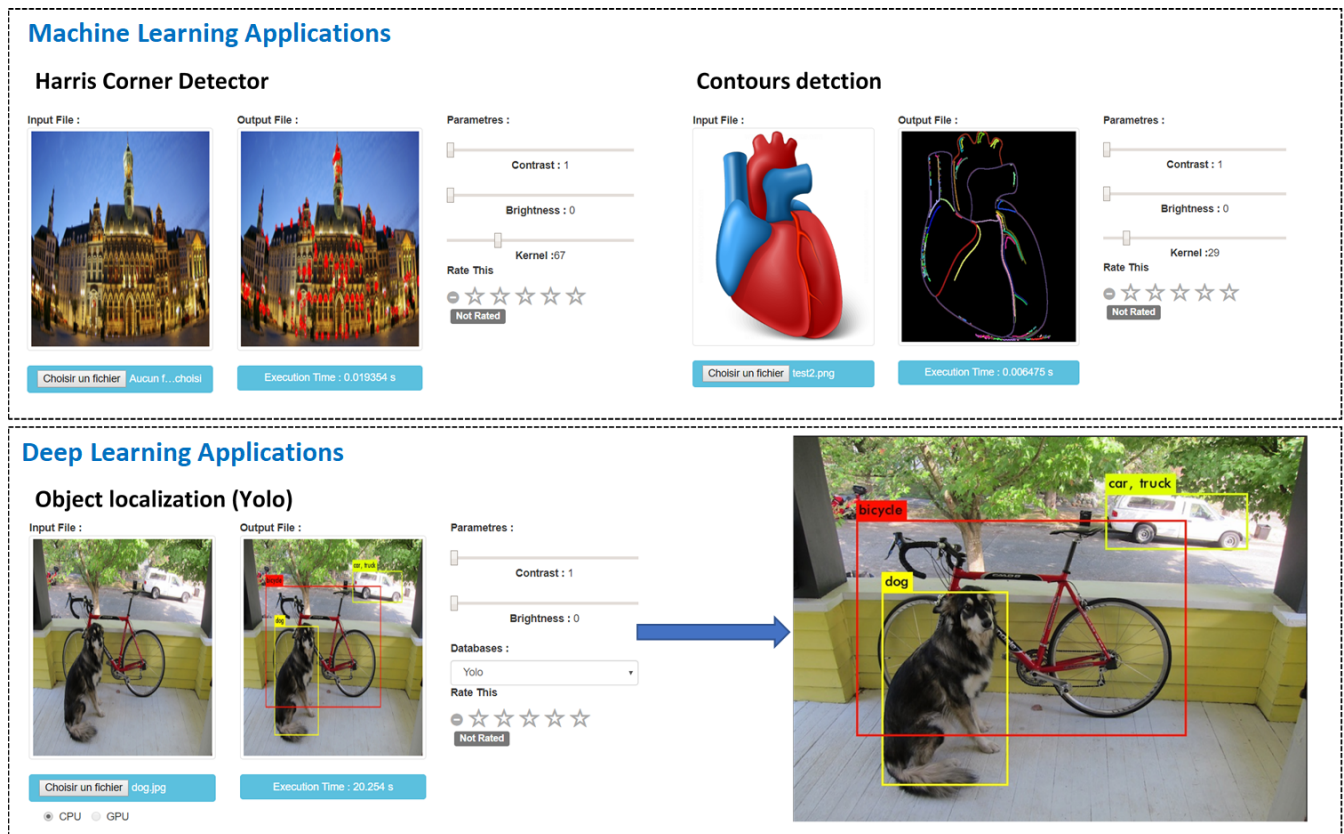 Machine Learning Applications
Harris Corner Detector
Input File :
Output File :
Parametres :
Contrast : 1
Brightness : 0
Kernel :67
Rate This
Not Rated
Choisir un fichier Aucun f...choisi
Execution Time : 0.019354 s
Contours detction
Input File :
Output File :
Parametres :
Contrast : 1
Brightness : 0
Kernel :29
Rate This
Not Rated
Choisir un fichier test2.png
Execution Time : 0.006475 s
Deep Learning Applications
Object localization (Yolo)
Input File :
Output File :
car, truck
bicycle
dog
Parametres :
Contrast : 1
Brightness : 0
Databases :
Yolo
Rate This
Not Rated
Choisir un fichier dog.jpg
Execution Time : 20.254 s
CPU GPU
car, truck
bicycle
dog